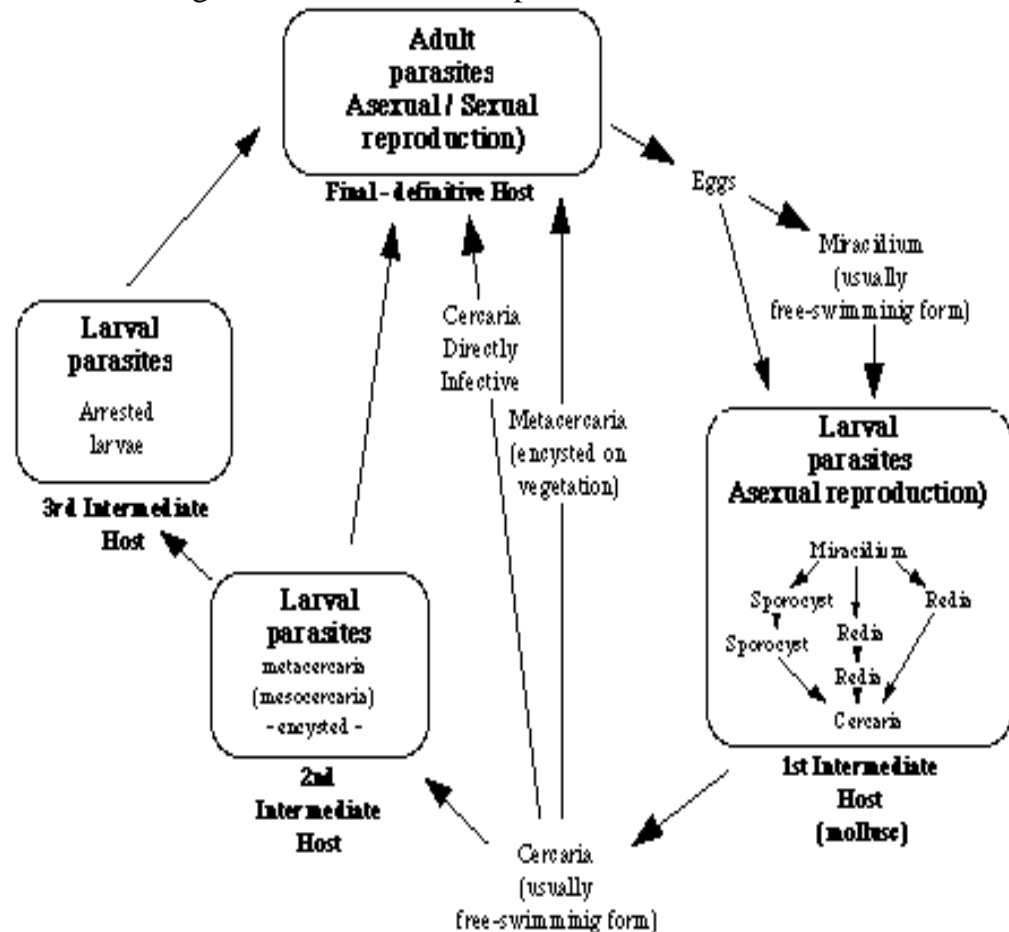 Adult
parasites
Asexual / Sexual
reproduction)
Final - definitive Host
Eggs
Miracilium
(usually
free-swimminig form)
Larval
parasites
Asexual reproduction)
Miracilium
Sporocyst
Redia
Sporocyst
Redia
Redia
Cercaria
1st Intermediate
Host
(mollusc)
Cercaria
(usually
free-swimminig form)
Cercaria
Directly
Infective
Metacercaria
(encysted on
vegetation)
Larval
parasites
metacercaria
(mesocercaria)
- encysted -
2nd
Intermediate
Host
Larval
parasites
Arrested
larvae
3rd Intermediate
Host